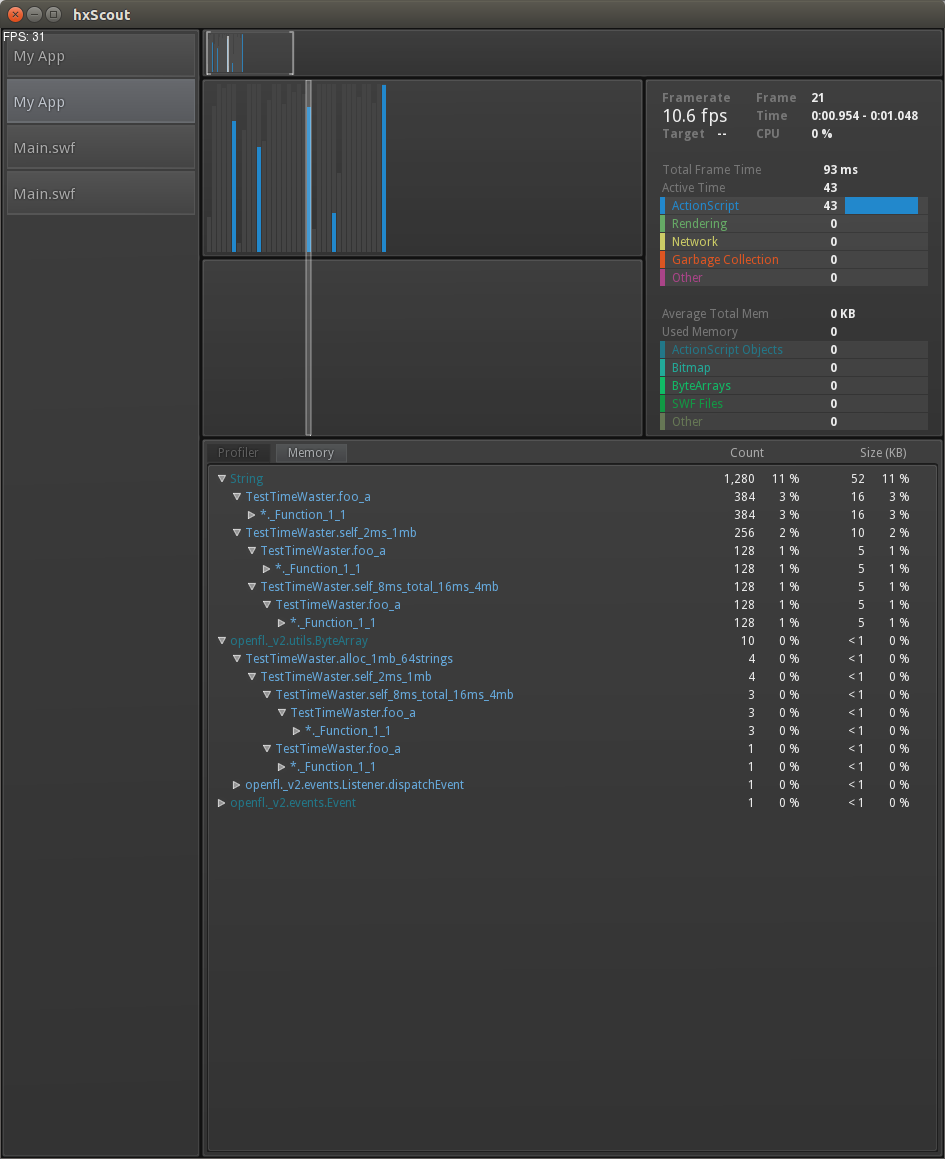 hxScout
FPS: 31
My App
My App
Main.swf
Main.swf
Framerate Frame 21
10.6 fps Time 0:00.954 - 0:01.048
Target -- CPU 0 %
Total Frame Time 93 ms
Active Time 43
ActionScript 43
Rendering 0
Network 0
Garbage Collection 0
Other 0
Average Total Mem 0 KB
Used Memory 0
ActionScript Objects 0
Bitmap 0
ByteArrays 0
SWF Files 0
Other 0
Profiler Memory Count Size (KB)
String 1,280 11 % 52 11 %
TestTimeWaster.foo_a 384 3 % 16 3 %
*._Function_1_1 384 3 % 16 3 %
TestTimeWaster.self_2ms_1mb 256 2 % 10 2 %
TestTimeWaster.foo_a 128 1 % 5 1 %
*._Function_1_1 128 1 % 5 1 %
TestTimeWaster.self_8ms_total_16ms_4mb 128 1 % 5 1 %
TestTimeWaster.foo_a 128 1 % 5 1 %
*._Function_1_1 128 1 % 5 1 %
openfl._v2.utils.ByteArray 10 0 % < 1 0 %
TestTimeWaster.alloc_1mb_64strings 4 0 % < 1 0 %
TestTimeWaster.self_2ms_1mb 4 0 % < 1 0 %
TestTimeWaster.self_8ms_total_16ms_4mb 3 0 % < 1 0 %
TestTimeWaster.foo_a 3 0 % < 1 0 %
*._Function_1_1 3 0 % < 1 0 %
TestTimeWaster.foo_a 1 0 % < 1 0 %
*._Function_1_1 1 0 % < 1 0 %
openfl._v2.events.Listener.dispatchEvent 1 0 % < 1 0 %
openfl._v2.events.Event 1 0 % < 1 0 %